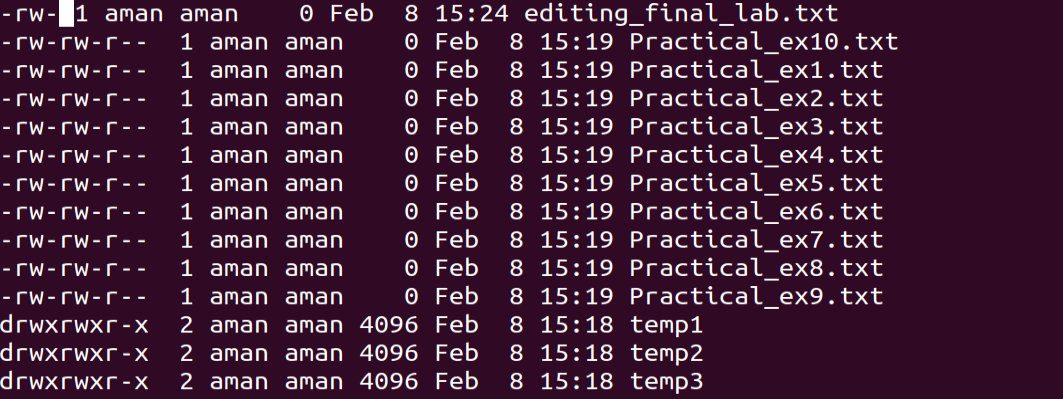 -rw- 1 aman aman    0 Feb  8 15:24 editing_final_lab.txt
-rw-rw-r--  1 aman aman    0 Feb  8 15:19 Practical_ex10.txt
-rw-rw-r--  1 aman aman    0 Feb  8 15:19 Practical_ex1.txt
-rw-rw-r--  1 aman aman    0 Feb  8 15:19 Practical_ex2.txt
-rw-rw-r--  1 aman aman    0 Feb  8 15:19 Practical_ex3.txt
-rw-rw-r--  1 aman aman    0 Feb  8 15:19 Practical_ex4.txt
-rw-rw-r--  1 aman aman    0 Feb  8 15:19 Practical_ex5.txt
-rw-rw-r--  1 aman aman    0 Feb  8 15:19 Practical_ex6.txt
-rw-rw-r--  1 aman aman    0 Feb  8 15:19 Practical_ex7.txt
-rw-rw-r--  1 aman aman    0 Feb  8 15:19 Practical_ex8.txt
-rw-rw-r--  1 aman aman    0 Feb  8 15:19 Practical_ex9.txt
drwxrwxr-x  2 aman aman 4096 Feb  8 15:18 temp1
drwxrwxr-x  2 aman aman 4096 Feb  8 15:18 temp2
drwxrwxr-x  2 aman aman 4096 Feb  8 15:18 temp3